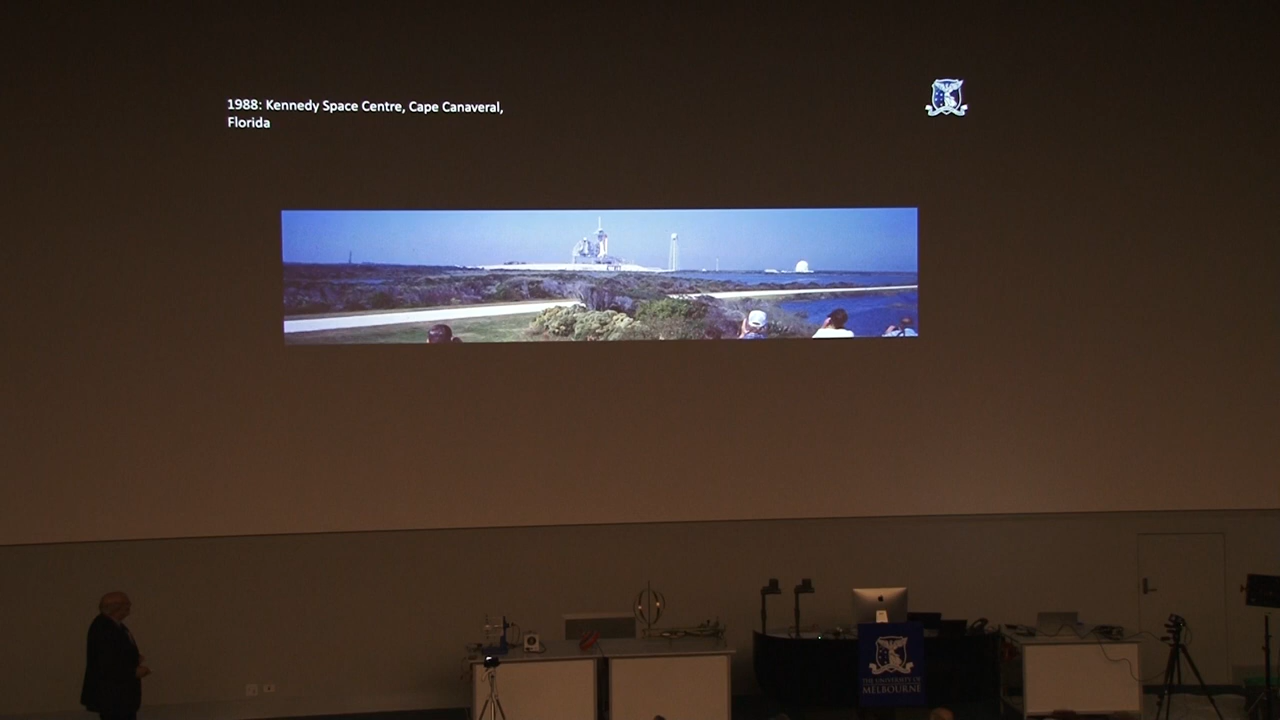 1988: Kennedy Space Centre, Cape Canaveral,
Florida
THE UNIVERSITY OF
MELBOURNE